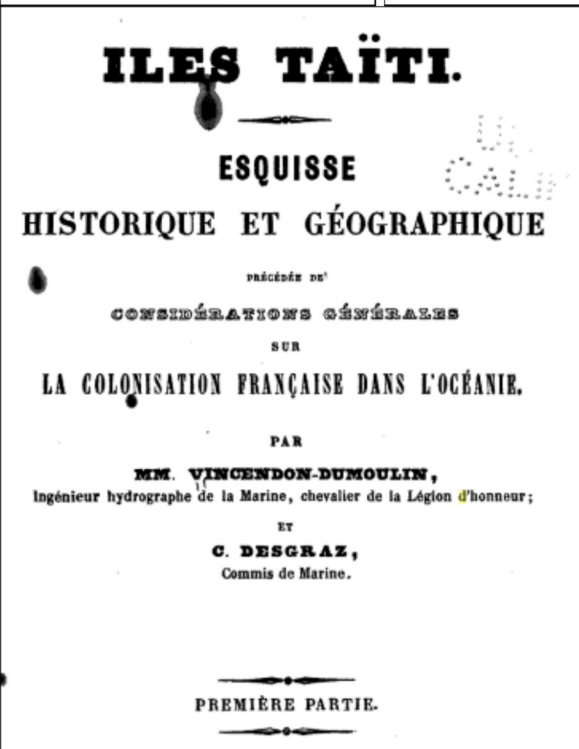 ILES TAÏTI.
ESQUISSE
HISTORIQUE ET GÉOGRAPHIQUE
PRÉCÉDÉE DE
CONSIDÉRATIONS GÉNÉRALES
SUR
LA COLONISATION FRANÇAISE DANS L'OCÉANIE.
PAR
MM. VINCENDON-DUMOULIN,
Ingénieur hydrographe de la Marine, chevalier de la Légion d'honneur;
ET
C. DESGRAZ,
Commis de Marine.
PREMIÈRE PARTIE.